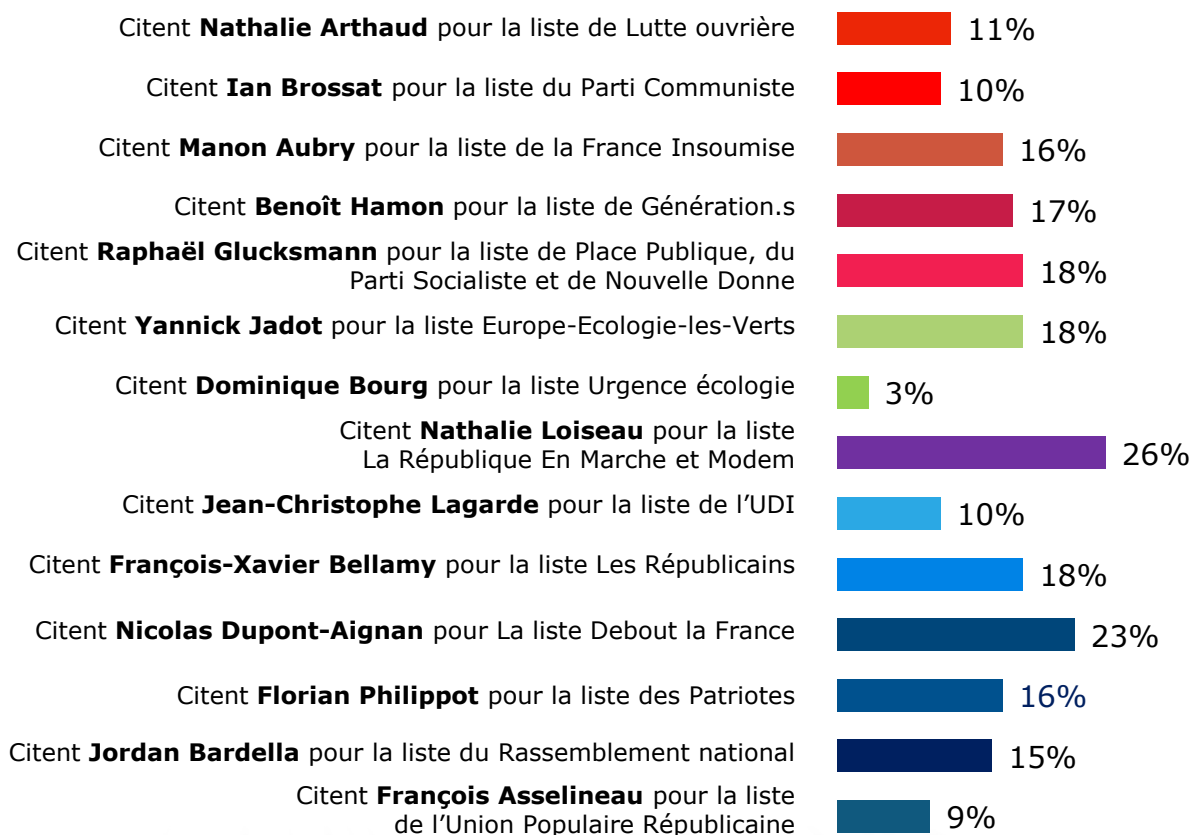 Citent Nathalie Arthaud pour la liste de Lutte ouvrière 11%
Citent Ian Brossat pour la liste du Parti Communiste 10%
Citent Manon Aubry pour la liste de la France Insoumise 16%
Citent Benoît Hamon pour la liste de Génération.s 17%
Citent Raphaël Glucksmann pour la liste de Place Publique, du
Parti Socialiste et de Nouvelle Donne 18%
Citent Yannick Jadot pour la liste Europe-Ecologie-les-Verts 18%
Citent Dominique Bourg pour la liste Urgence écologie 3%
Citent Nathalie Loiseau pour la liste
La République En Marche et Modem 26%
Citent Jean-Christophe Lagarde pour la liste de l’UDI 10%
Citent François-Xavier Bellamy pour la liste Les Républicains 18%
Citent Nicolas Dupont-Aignan pour La liste Debout la France 23%
Citent Florian Philippot pour la liste des Patriotes 16%
Citent Jordan Bardella pour la liste du Rassemblement national 15%
Citent François Asselineau pour la liste
de l’Union Populaire Républicaine 9%